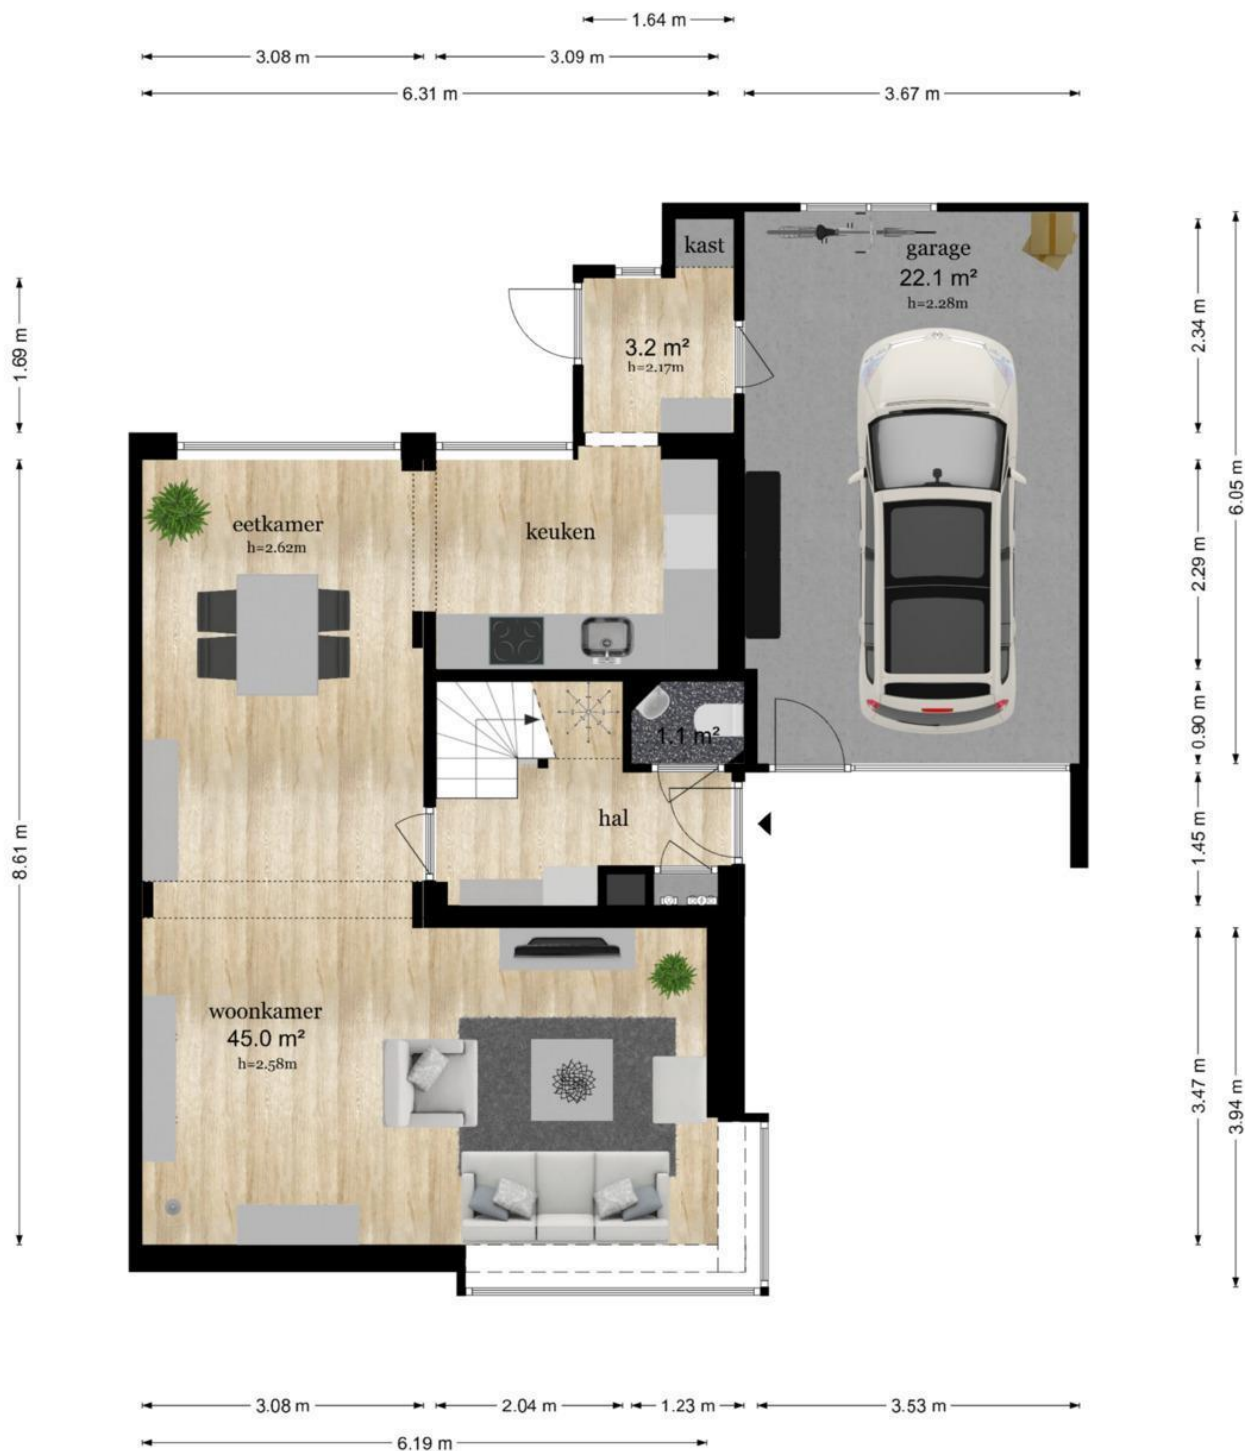 1.64 m
3.08 m
3.09 m
6.31 m
3.67 m
kast
garage
22.1 m²
h=2.28m
3.2 m²
h=2.17m
1.69 m
2.34 m
6.05 m
eetkamer
h=2.62m
keuken
2.29 m
1.1 m²
0.90 m
hal
1.45 m
8.61 m
woonkamer
45.0 m²
h=2.58m
3.47 m
3.94 m
3.08 m
2.04 m
1.23 m
3.53 m
6.19 m